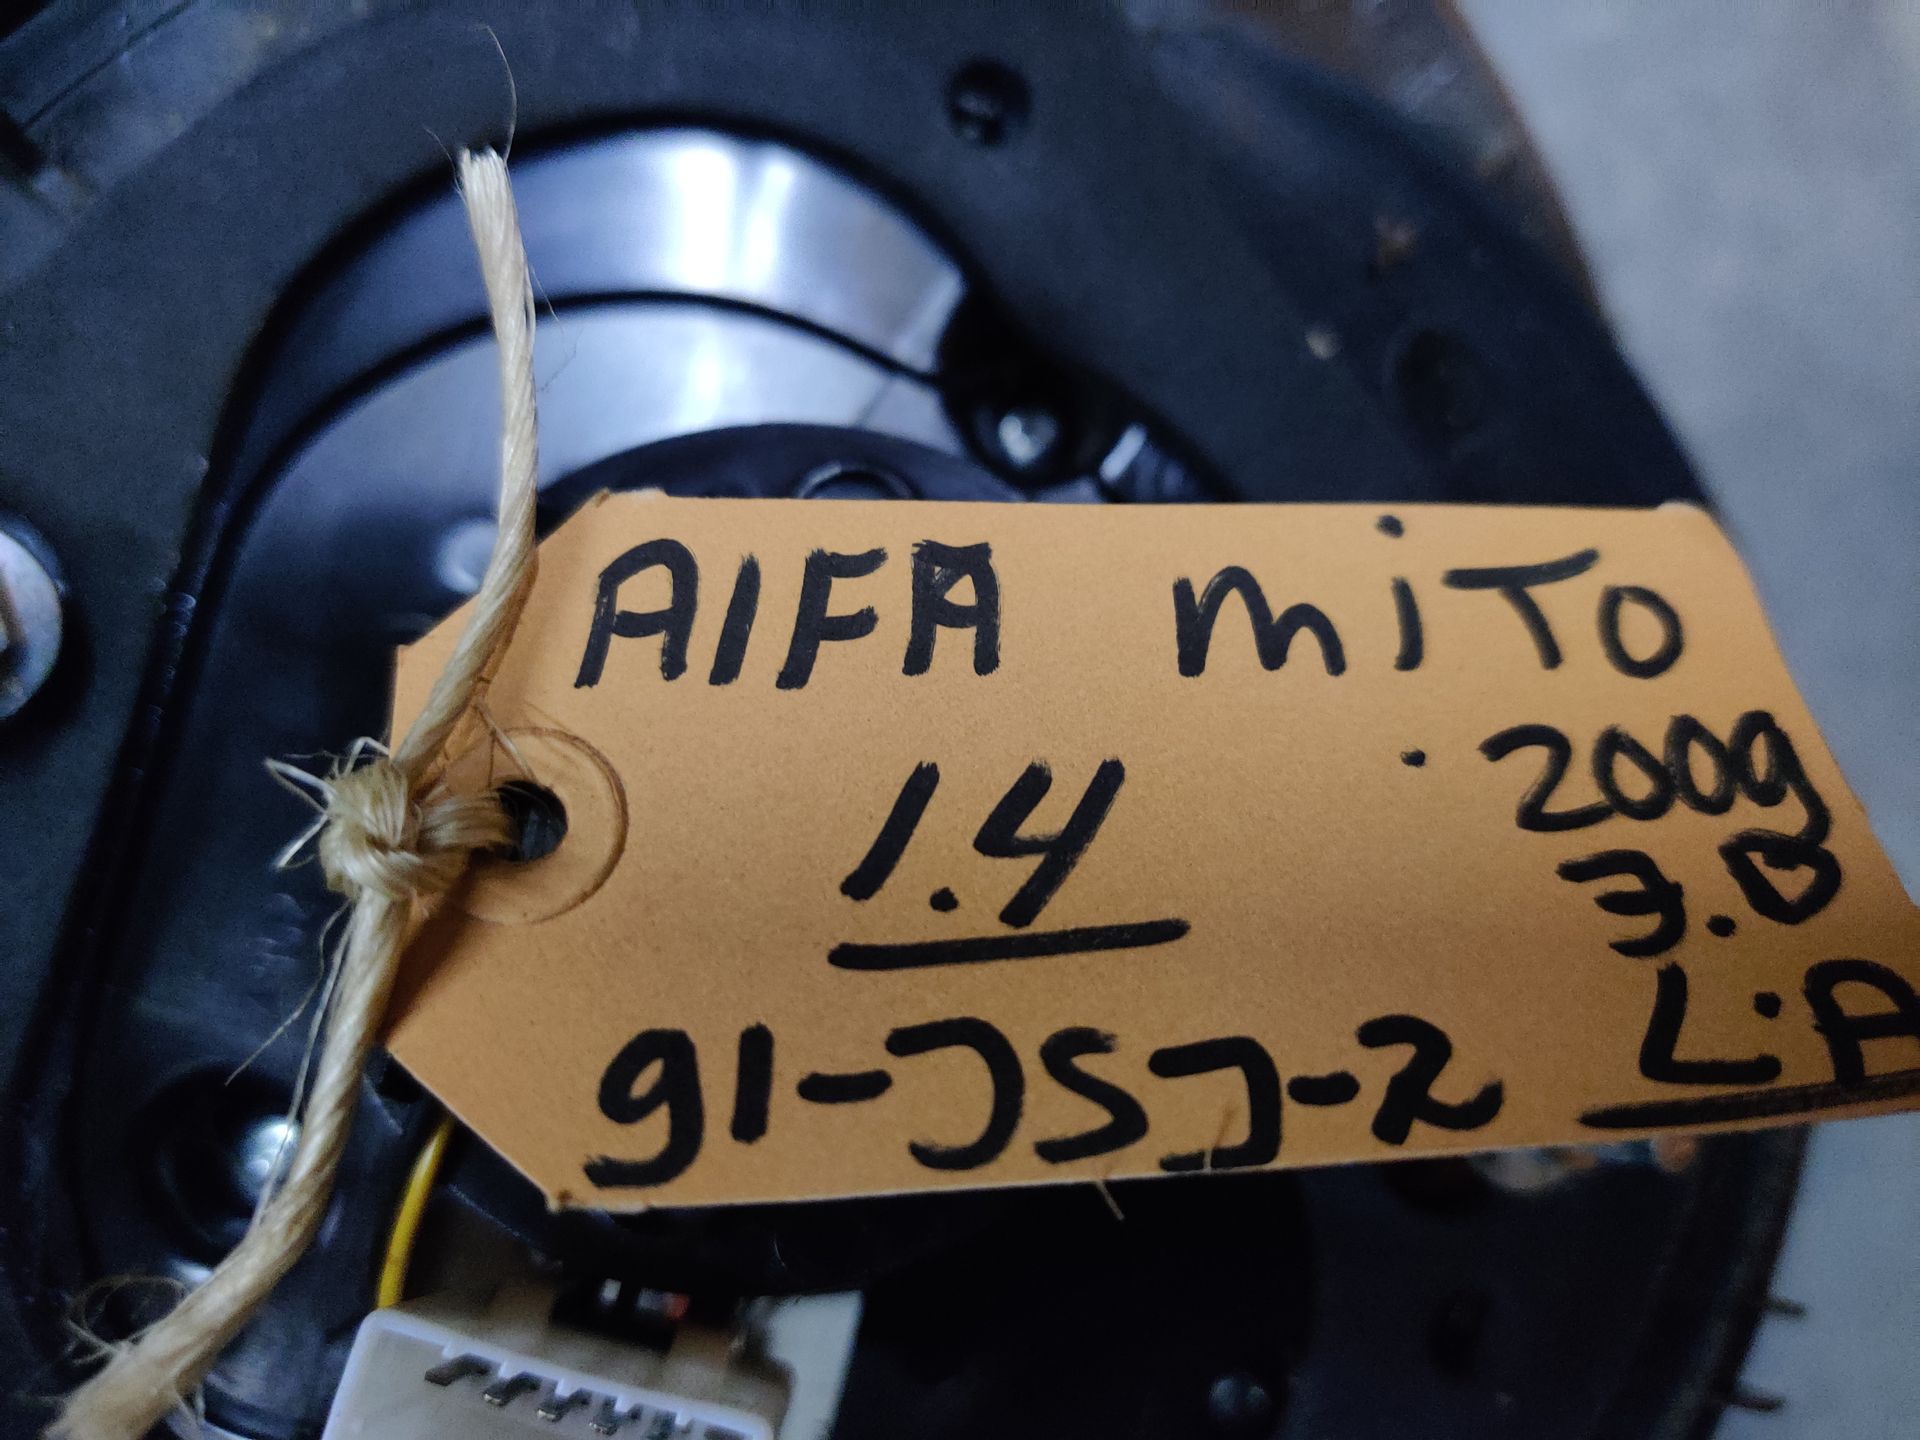 AIFA MiTo
1.4
• 2009
3.D
L.A
91-JSJ-2